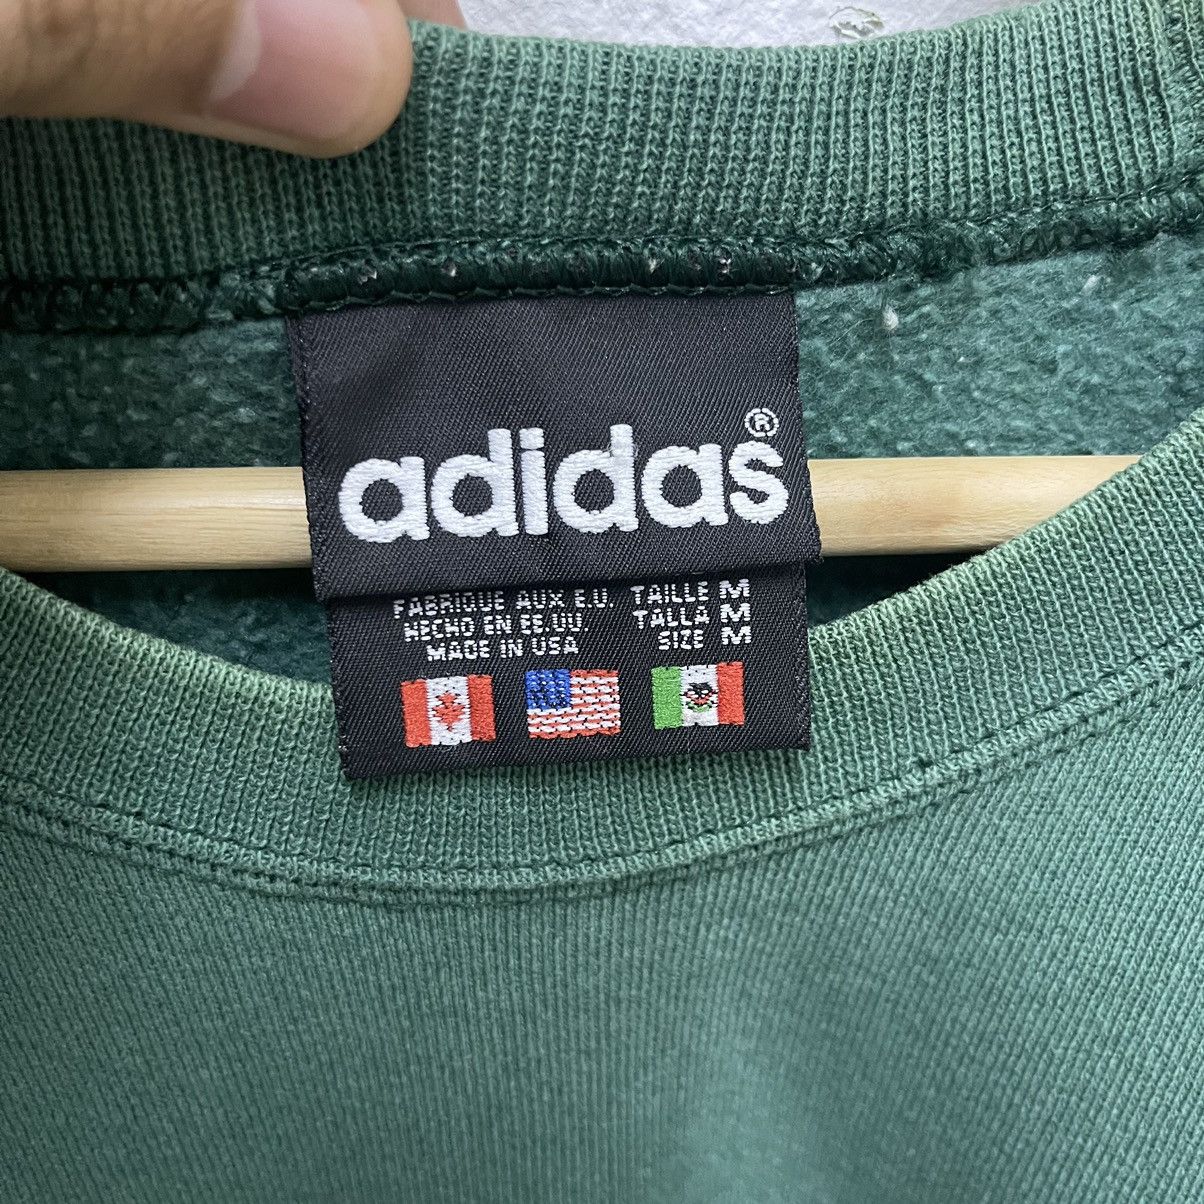 adidas®
FABRIQUE AUX E.U. TAILLE M
HECHO EN EE.UU TALLA M
MADE IN USA SIZE M